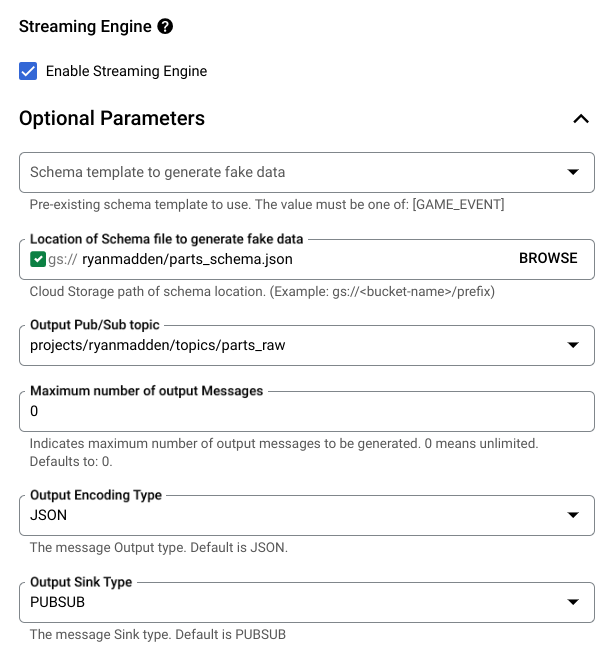 Streaming Engine
Enable Streaming Engine
Optional Parameters
Schema template to generate fake data
Pre-existing schema template to use. The value must be one of: [GAME_EVENT]
Location of Schema file to generate fake data
gs:// ryanmadden/parts_schema.json BROWSE
Cloud Storage path of schema location. (Example: gs://<bucket-name>/prefix)
Output Pub/Sub topic
projects/ryanmadden/topics/parts_raw
Maximum number of output Messages
0
Indicates maximum number of output messages to be generated. 0 means unlimited.
Defaults to: 0.
Output Encoding Type
JSON
The message Output type. Default is JSON.
Output Sink Type
PUBSUB
The message Sink type. Default is PUBSUB